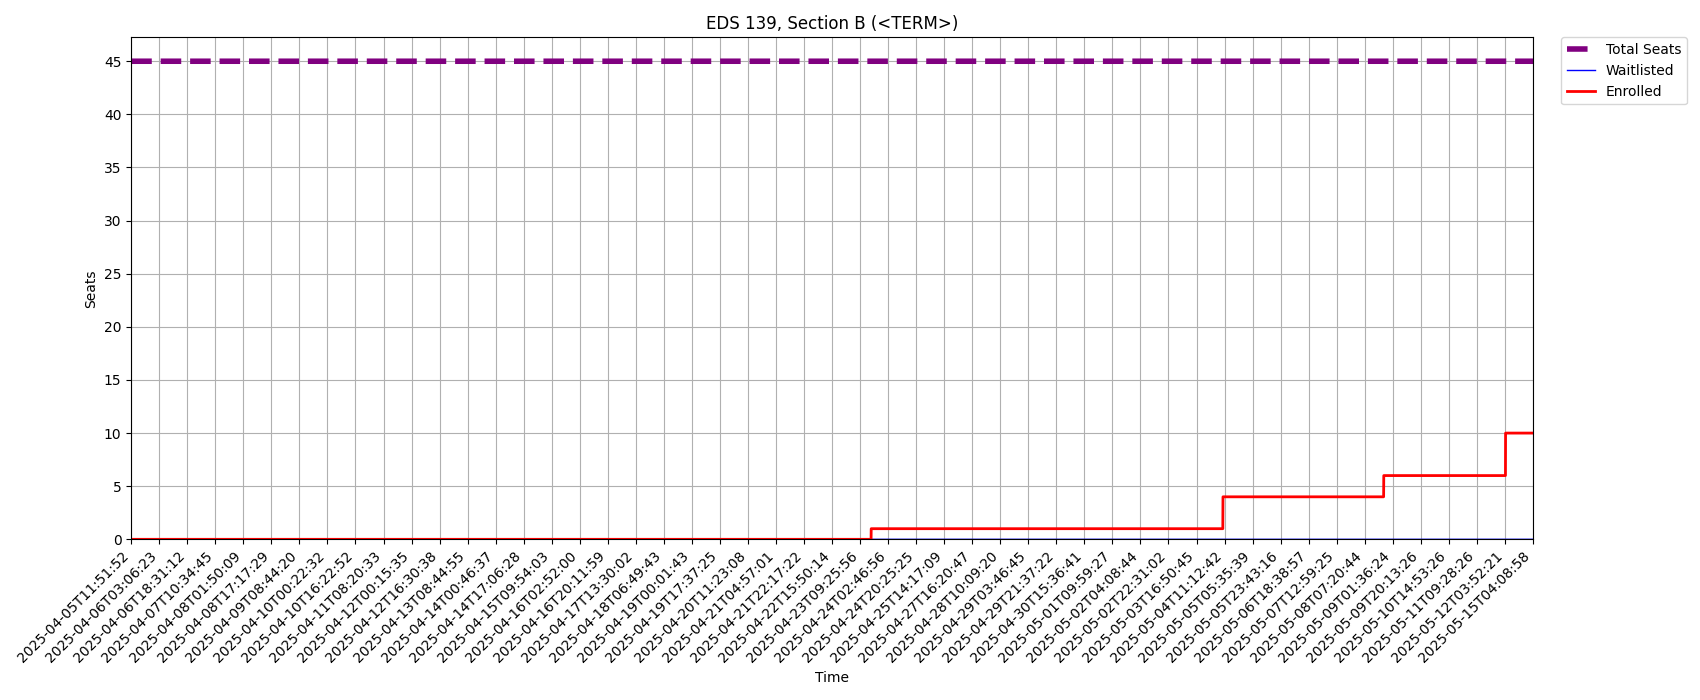 EDS 139, Section B (<TERM>)
Total Seats
Waitlisted
Enrolled
Seats
45
40
35
30
25
20
15
10
5
0
2025-04-05T11:51:52
2025-04-06T03:06:23
2025-04-06T18:31:12
2025-04-07T10:34:45
2025-04-08T01:50:09
2025-04-08T17:17:29
2025-04-09T08:44:20
2025-04-10T00:22:32
2025-04-10T16:22:52
2025-04-11T08:20:33
2025-04-12T00:15:35
2025-04-12T16:30:38
2025-04-13T08:44:55
2025-04-14T00:46:37
2025-04-14T17:06:28
2025-04-15T09:54:03
2025-04-16T02:52:00
2025-04-16T20:11:59
2025-04-17T13:30:02
2025-04-18T06:49:43
2025-04-19T00:01:43
2025-04-19T17:37:25
2025-04-20T11:23:08
2025-04-21T04:57:01
2025-04-21T22:17:22
2025-04-22T15:50:14
2025-04-23T09:25:56
2025-04-24T02:46:56
2025-04-24T20:25:25
2025-04-25T14:17:09
2025-04-27T16:20:47
2025-04-28T10:09:20
2025-04-29T03:46:45
2025-04-29T21:37:22
2025-04-30T15:36:41
2025-05-01T09:59:27
2025-05-02T04:08:44
2025-05-02T22:31:02
2025-05-03T16:50:45
2025-05-04T11:12:42
2025-05-05T05:35:39
2025-05-05T23:43:16
2025-05-06T18:38:57
2025-05-07T12:59:25
2025-05-08T07:20:44
2025-05-09T01:36:24
2025-05-09T20:13:26
2025-05-10T14:53:26
2025-05-11T09:28:26
2025-05-12T03:52:21
2025-05-15T04:08:58
Time